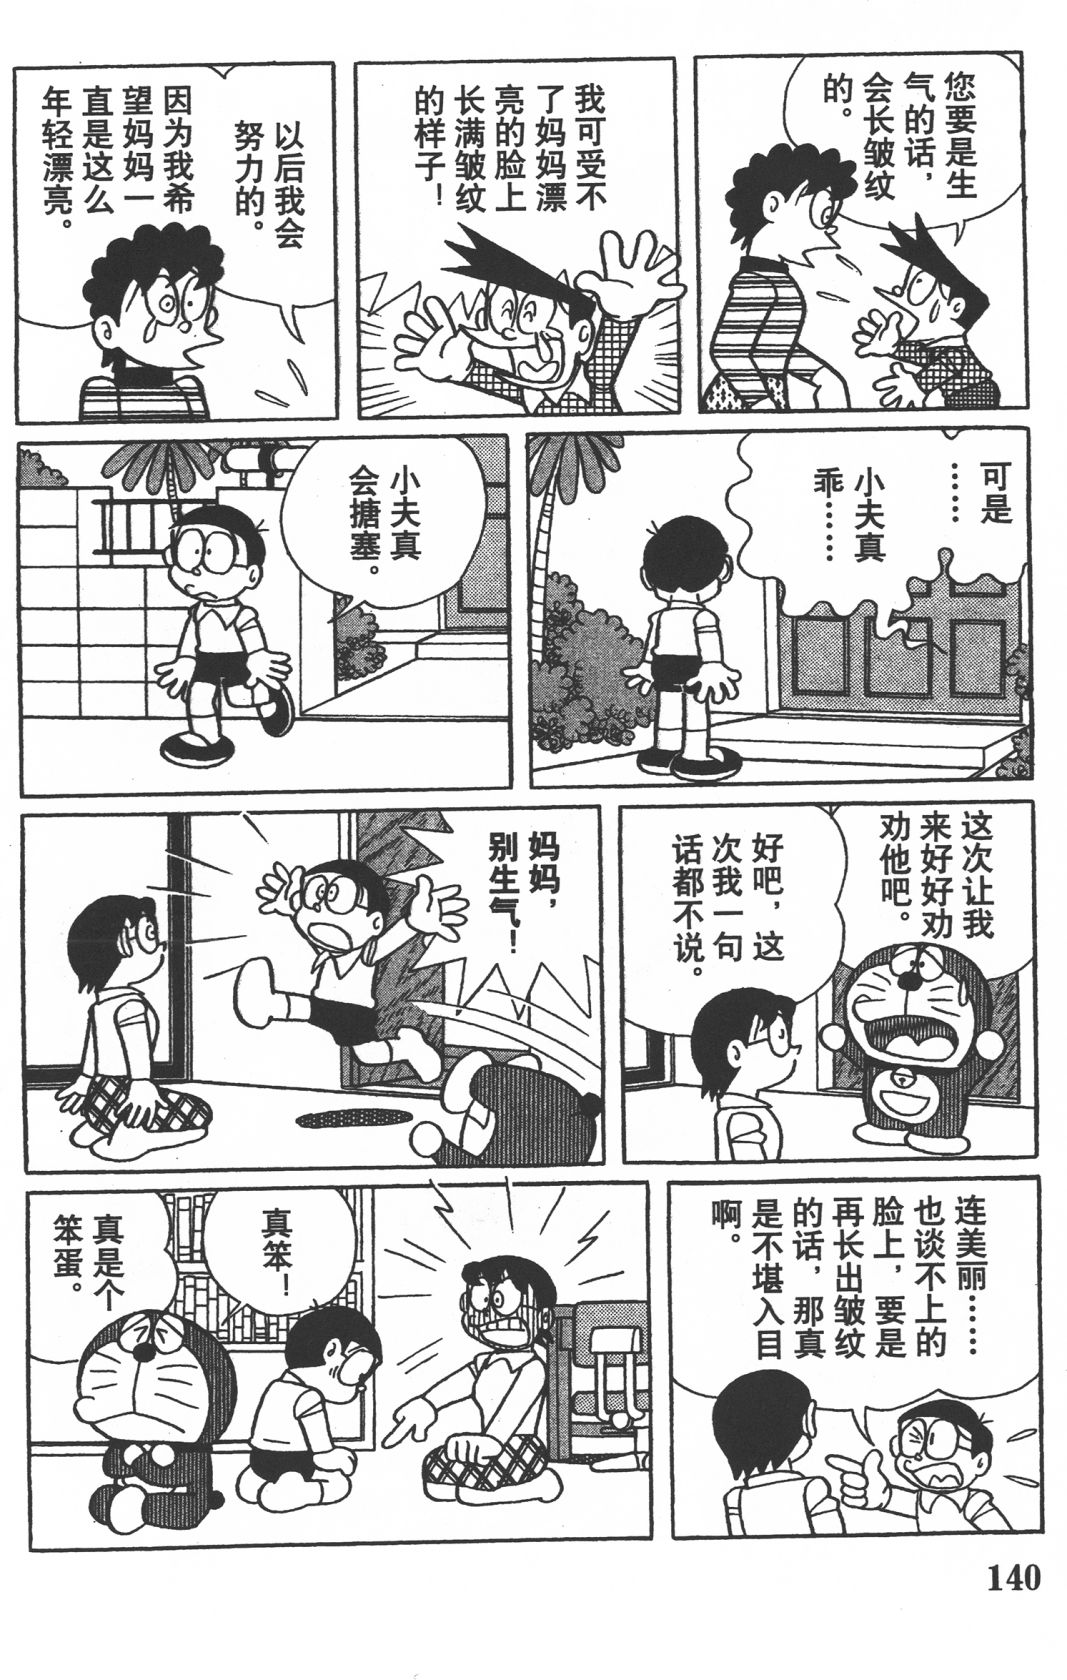 您要是生
气的话，
会长皱纹
的。
我可受不
了妈妈漂
亮的脸上
长满皱纹
的样子！
以后我会
努力的。
因为我希
望妈妈一
直是这么
年轻漂亮。
可是
……
小夫真
乖……
小夫真
会搪塞。
这次让我
来好好劝
劝他吧。
好吧，这
次我一句
话都不说。
妈妈，
别生气！
连美丽……
也谈不上的
脸上，要是
再长出皱纹
的话，那真
是不堪入目
啊。
真笨！
真是个
笨蛋。
140